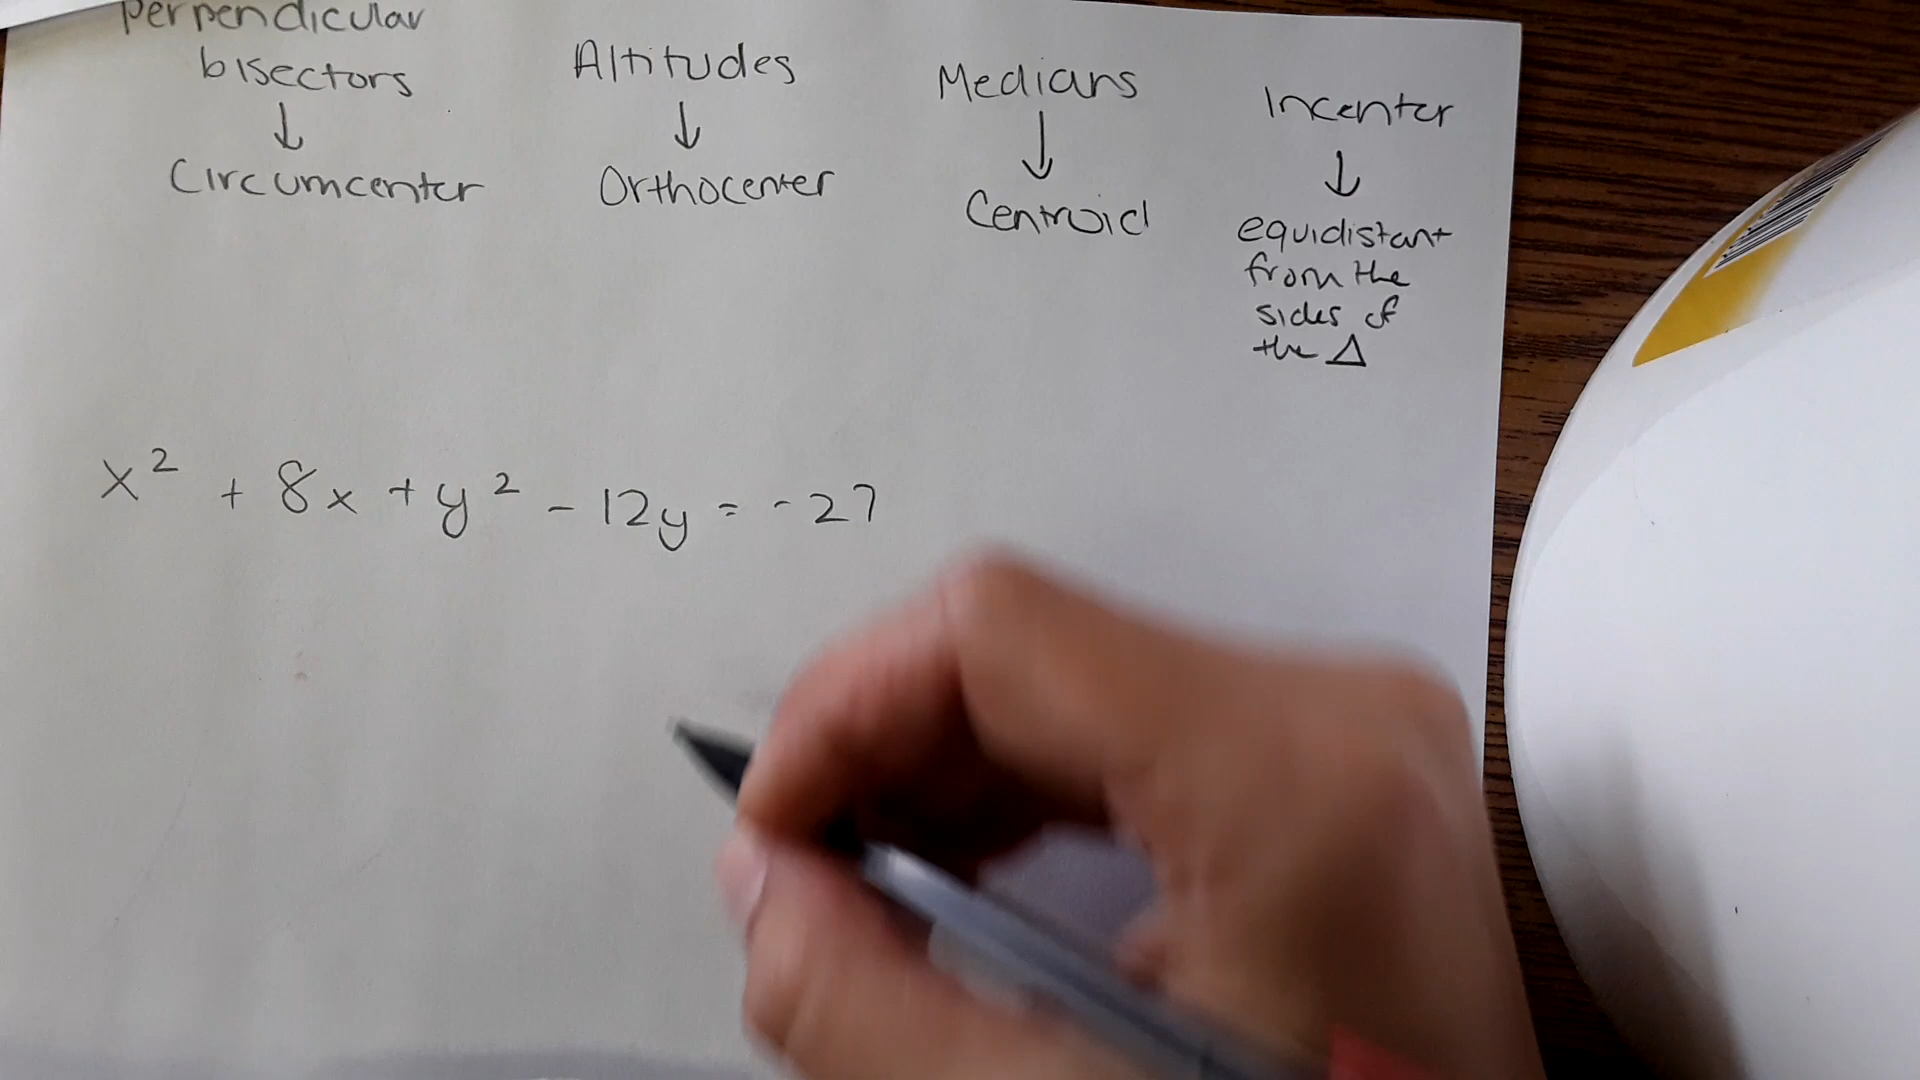 Perpendicular
bisectors
↓
Circumcenter
Altitudes
↓
Orthocenter
Medians
↓
Centroid
Incenter
↓
equidistant
from the
sides of
the Δ
x² + 8x + y² - 12y = -27